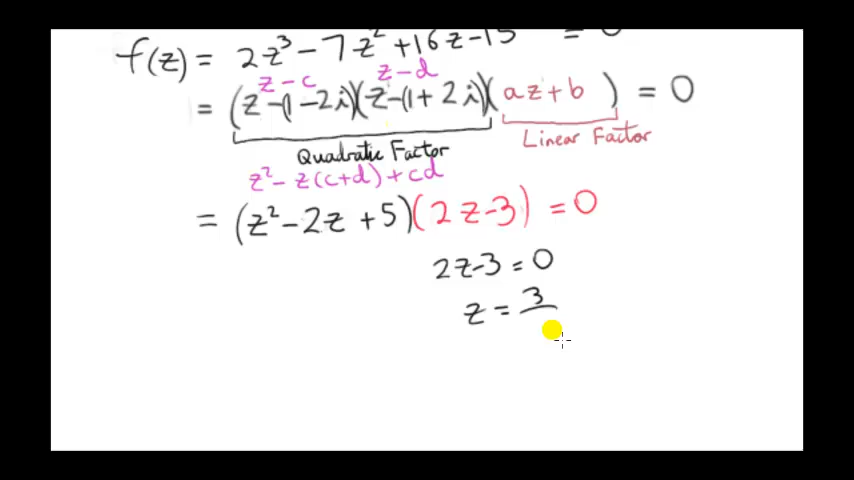 f(z) = 2z³ - 7z² + 16z - 15 = 0
z - c z - d
= (z-(1-2i)(z-(1+2i)(az+b) = 0
Quadratic Factor Linear Factor
z² - z(c+d) + cd
= (z² - 2z + 5)(2z-3) = 0
2z-3 = 0
z = 3